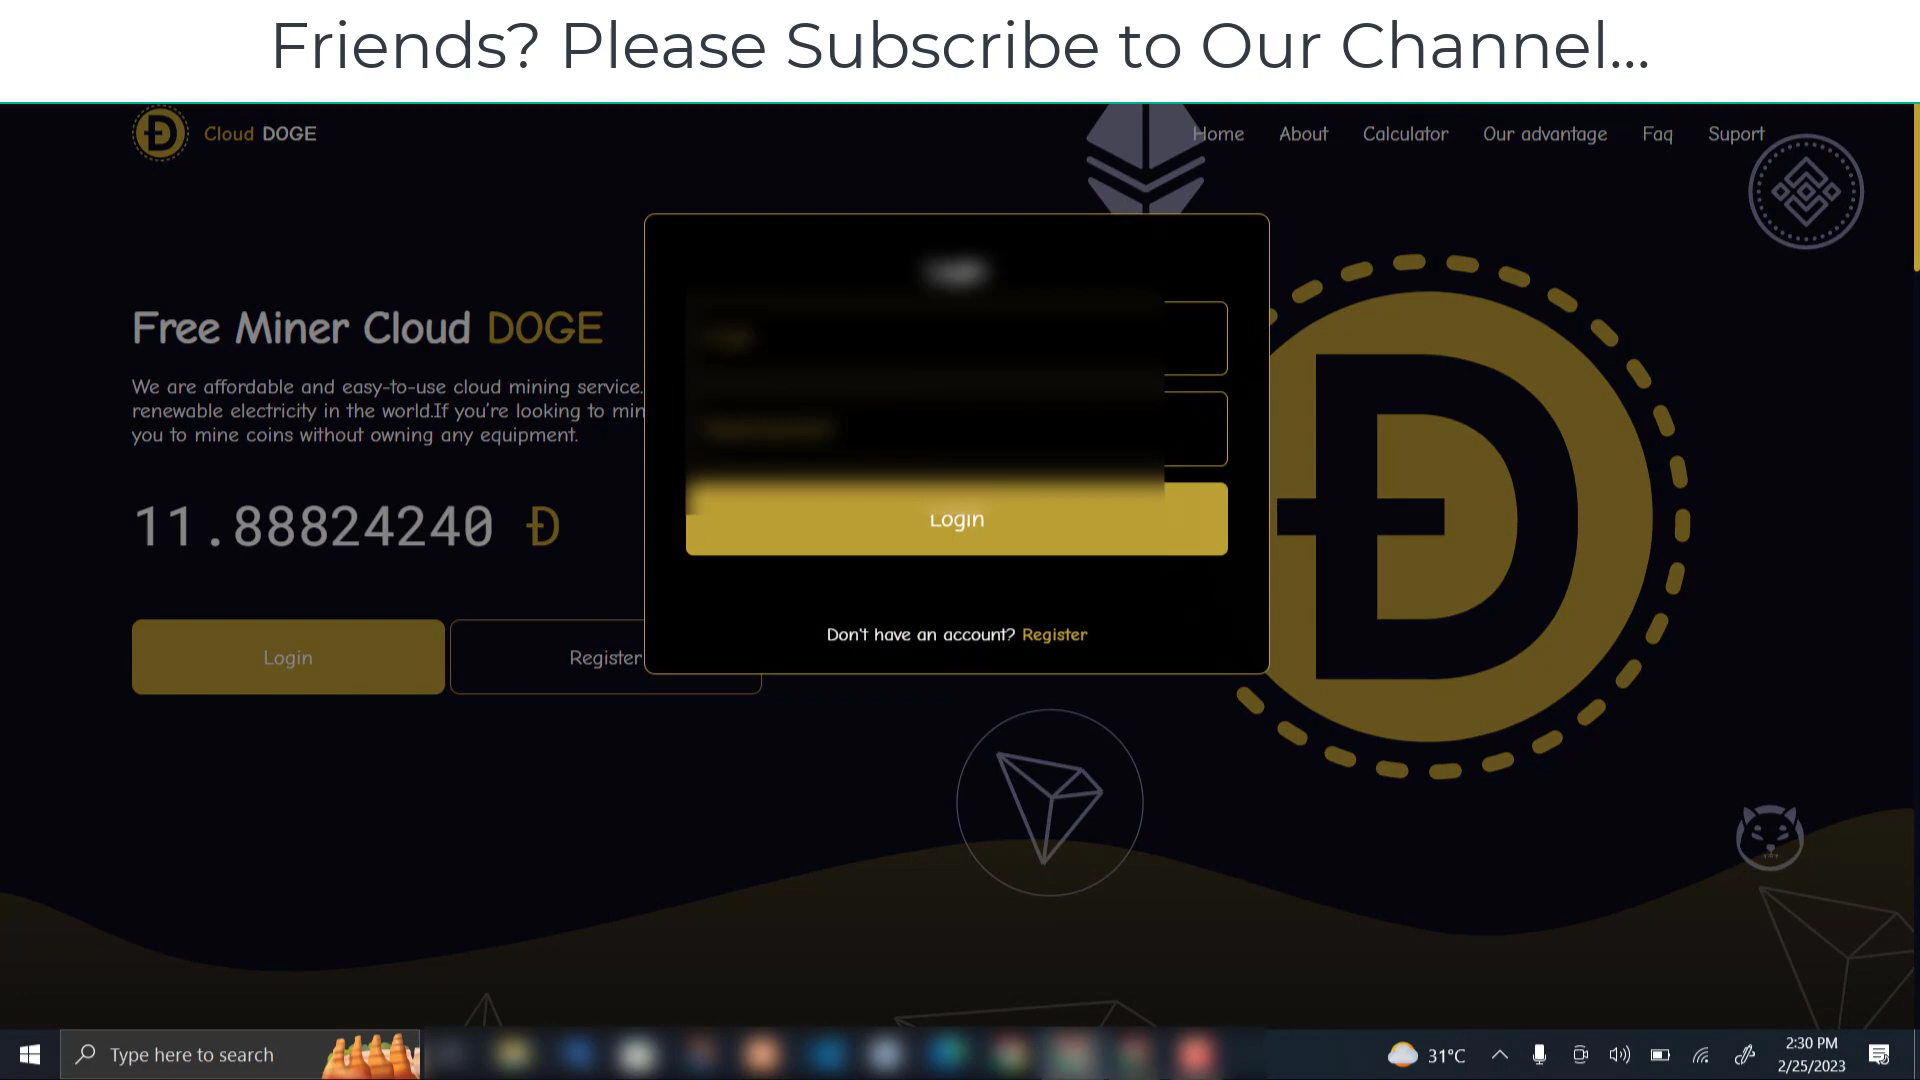 Friends? Please Subscribe to Our Channel...
Cloud DOGE
Home About Calculator Our advantage Faq Suport
Free Miner Cloud DOGE
We are affordable and easy-to-use cloud mining service.
renewable electricity in the world.If you're looking to min
you to mine coins without owning any equipment.
11.88824240 Ð
Login
Register
Login
Don't have an account? Register
Type here to search
31°C
2:30 PM
2/25/2023